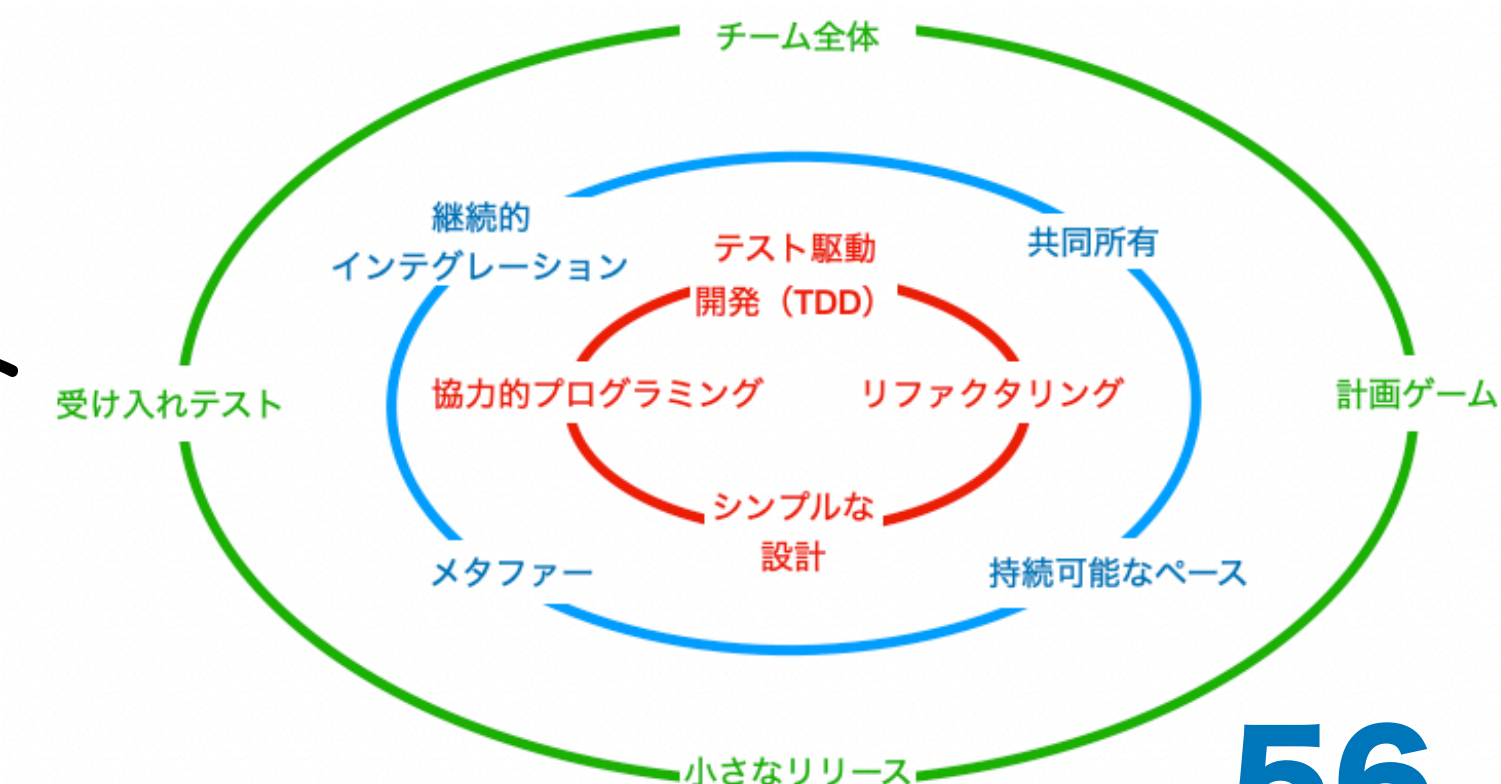 チーム全体
継続的
インテグレーション
共同所有
テスト駆動
開発（TDD）
受け入れテスト
協力的プログラミング
リファクタリング
計画ゲーム
シンプルな
設計
メタファー
持続可能なペース
小さなリリース
56